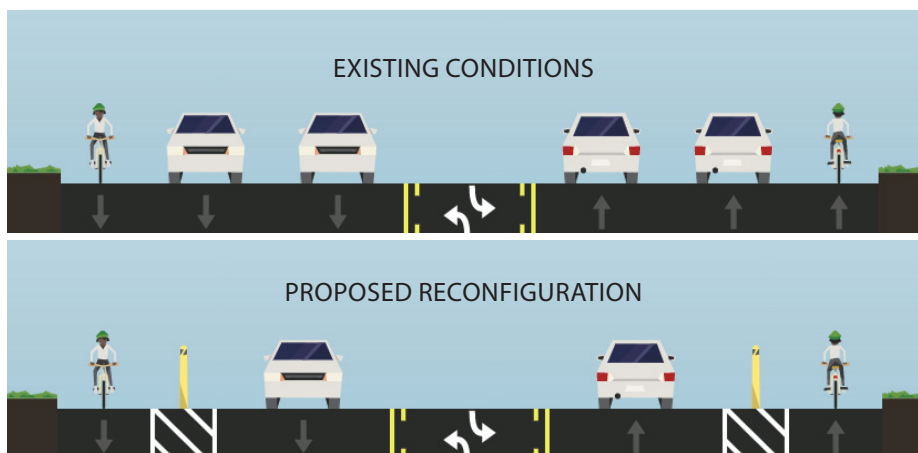 EXISTING CONDITIONS
PROPOSED RECONFIGURATION